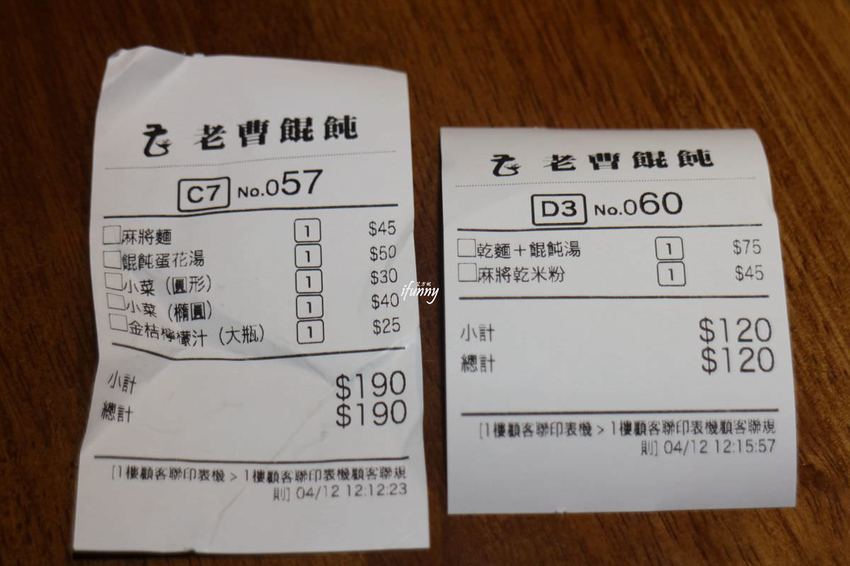 老曹餛飩
C7 No.057
麻將麵 1 $45
餛飩蛋花湯 1 $50
小菜（圓形） 1 $30
小菜（橢圓） 1 $40
金桔檸檬汁（大瓶） 1 $25
小計 $190
總計 $190
[1樓顧客聯印表機 > 1樓顧客聯印表機顧客聯規
則] 04/12 12:12:23
老曹餛飩
D3 No.060
乾麵＋餛飩湯 1 $75
麻將乾米粉 1 $45
小計 $120
總計 $120
[1樓顧客聯印表機 > 1樓顧客聯印表機顧客聯規
則] 04/12 12:15:57
ifunny